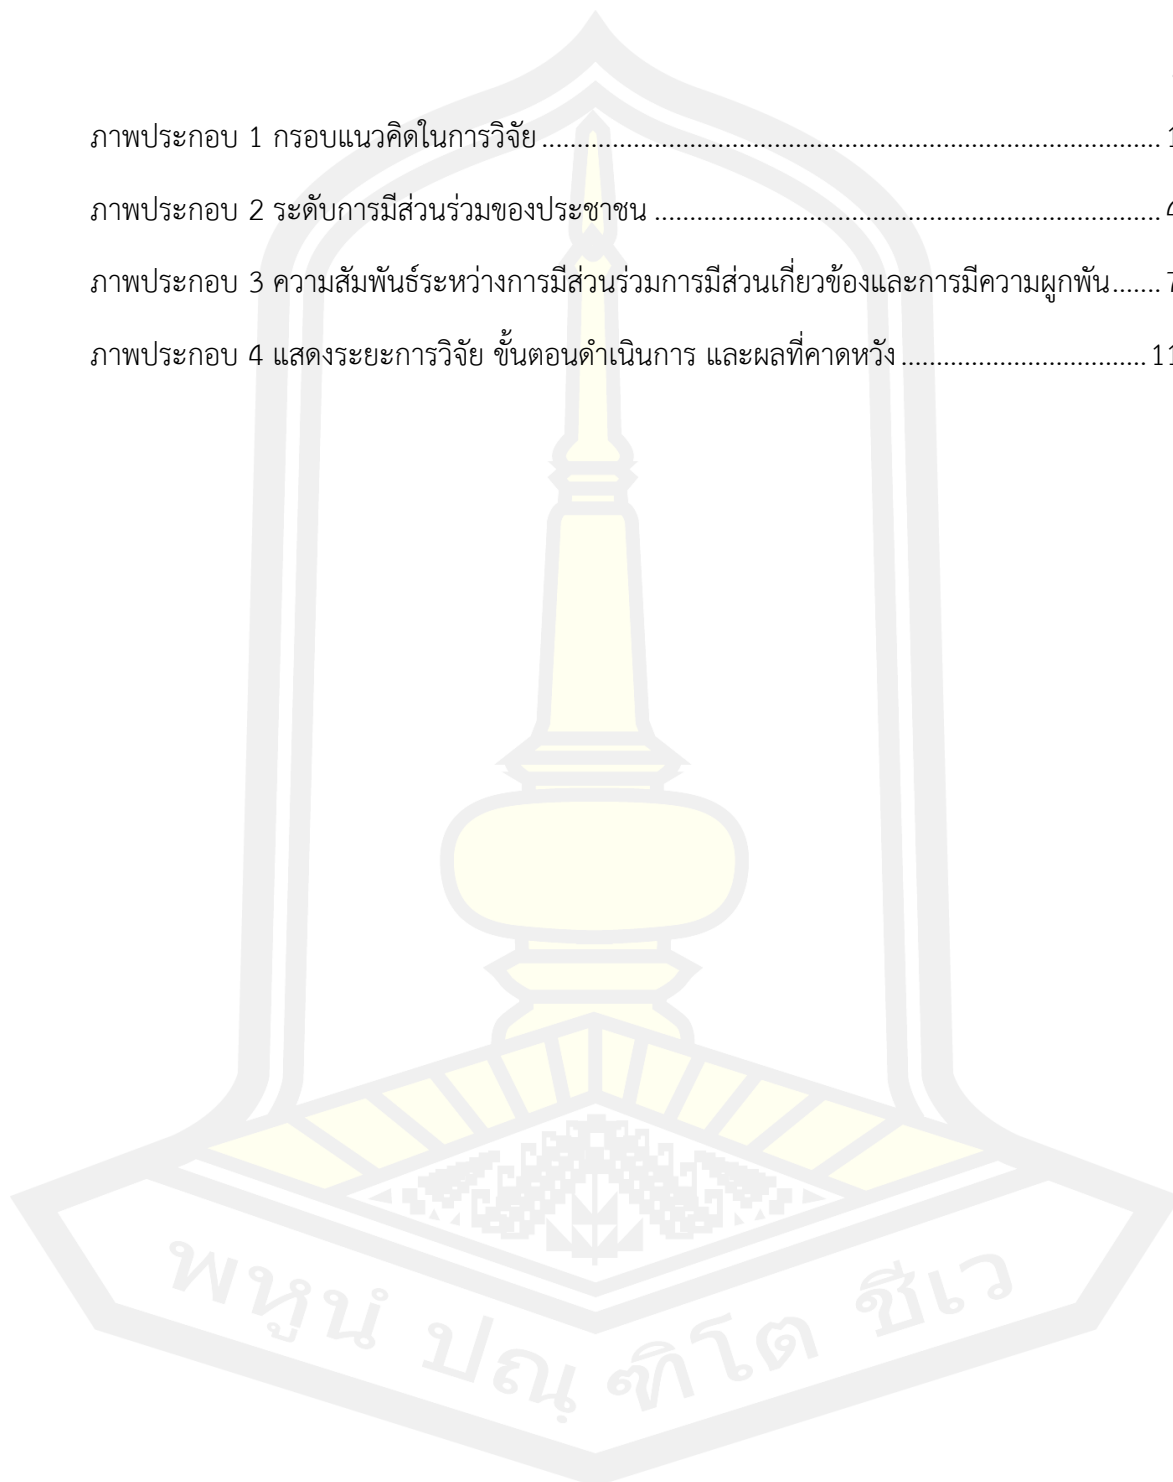 ภาพประกอบ 1 กรอบแนวคิดในการวิจัย ........................................................................................ 1
ภาพประกอบ 2 ระดับการมีส่วนร่วมของประชาชน ........................................................................
ภาพประกอบ 3 ความสัมพันธ์ระหว่างการมีส่วนร่วมการมีส่วนเกี่ยวข้องและการมีความผูกพัน.......
ภาพประกอบ 4 แสดงระยะการวิจัย ขั้นตอนดำเนินการ และผลที่คาดหวัง ................................... 11
พหูนํ ปณฺฑิโต ชีเว